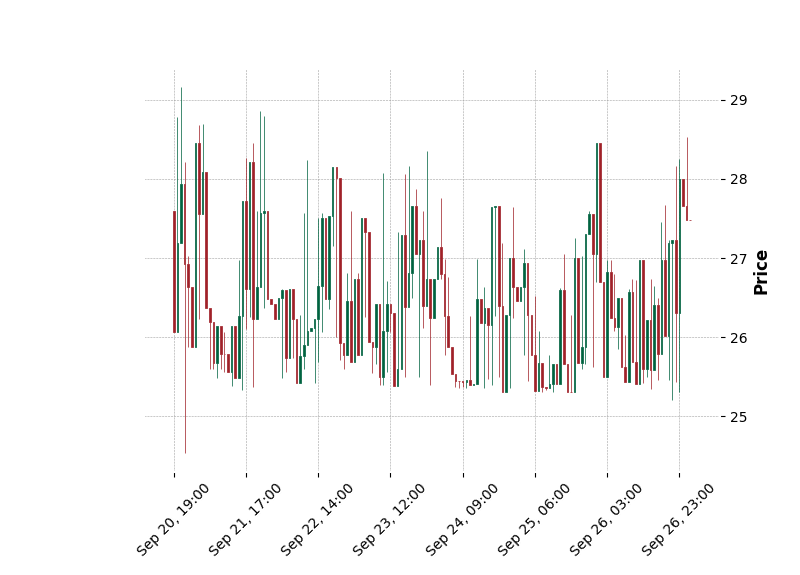 29
28
27
26
25
Price
Sep 20, 19:00
Sep 21, 17:00
Sep 22, 14:00
Sep 23, 12:00
Sep 24, 09:00
Sep 25, 06:00
Sep 26, 03:00
Sep 26, 23:00